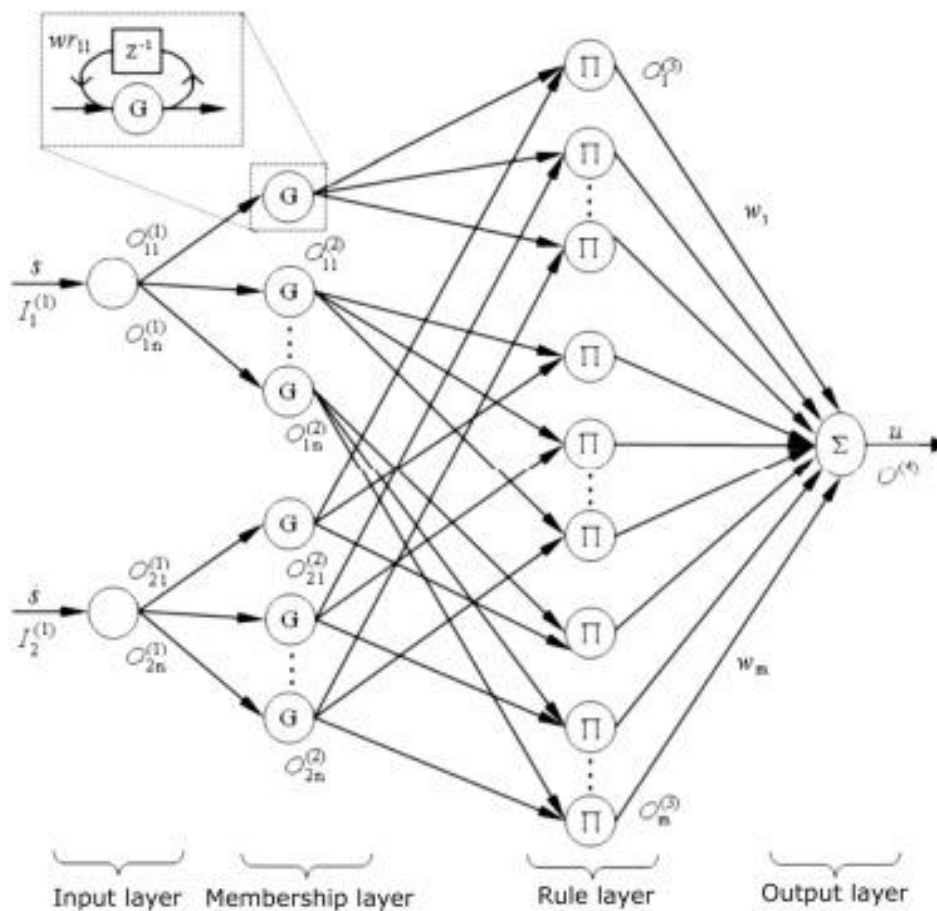 wr₁₁
Z⁻¹
G
Π
O₁⁽³⁾
Π
G
w₁
Π
O₁₁⁽¹⁾
O₁₁⁽²⁾
s
G
I₁⁽¹⁾
O₁ₙ⁽¹⁾
Π
G
O₁ₙ⁽²⁾
Π
Σ
u
O⁽⁴⁾
G
Π
O₂₁⁽¹⁾
O₂₁⁽²⁾
ṡ
G
Π
I₂⁽¹⁾
O₂ₙ⁽¹⁾
wₘ
G
Π
O₂ₙ⁽²⁾
Π
Oₘ⁽³⁾
Input layer Membership layer Rule layer Output layer